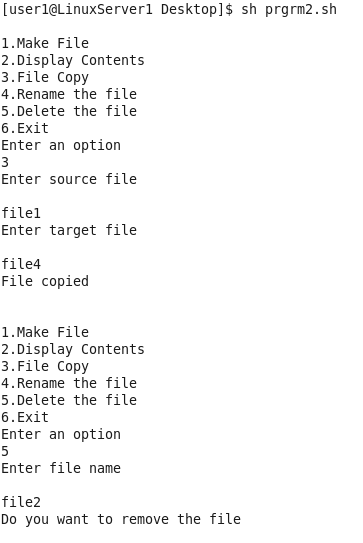 [user1@LinuxServer1 Desktop]$ sh prgrm2.sh
1.Make File
2.Display Contents
3.File Copy
4.Rename the file
5.Delete the file
6.Exit
Enter an option
3
Enter source file
file1
Enter target file
file4
File copied
1.Make File
2.Display Contents
3.File Copy
4.Rename the file
5.Delete the file
6.Exit
Enter an option
5
Enter file name
file2
Do you want to remove the file